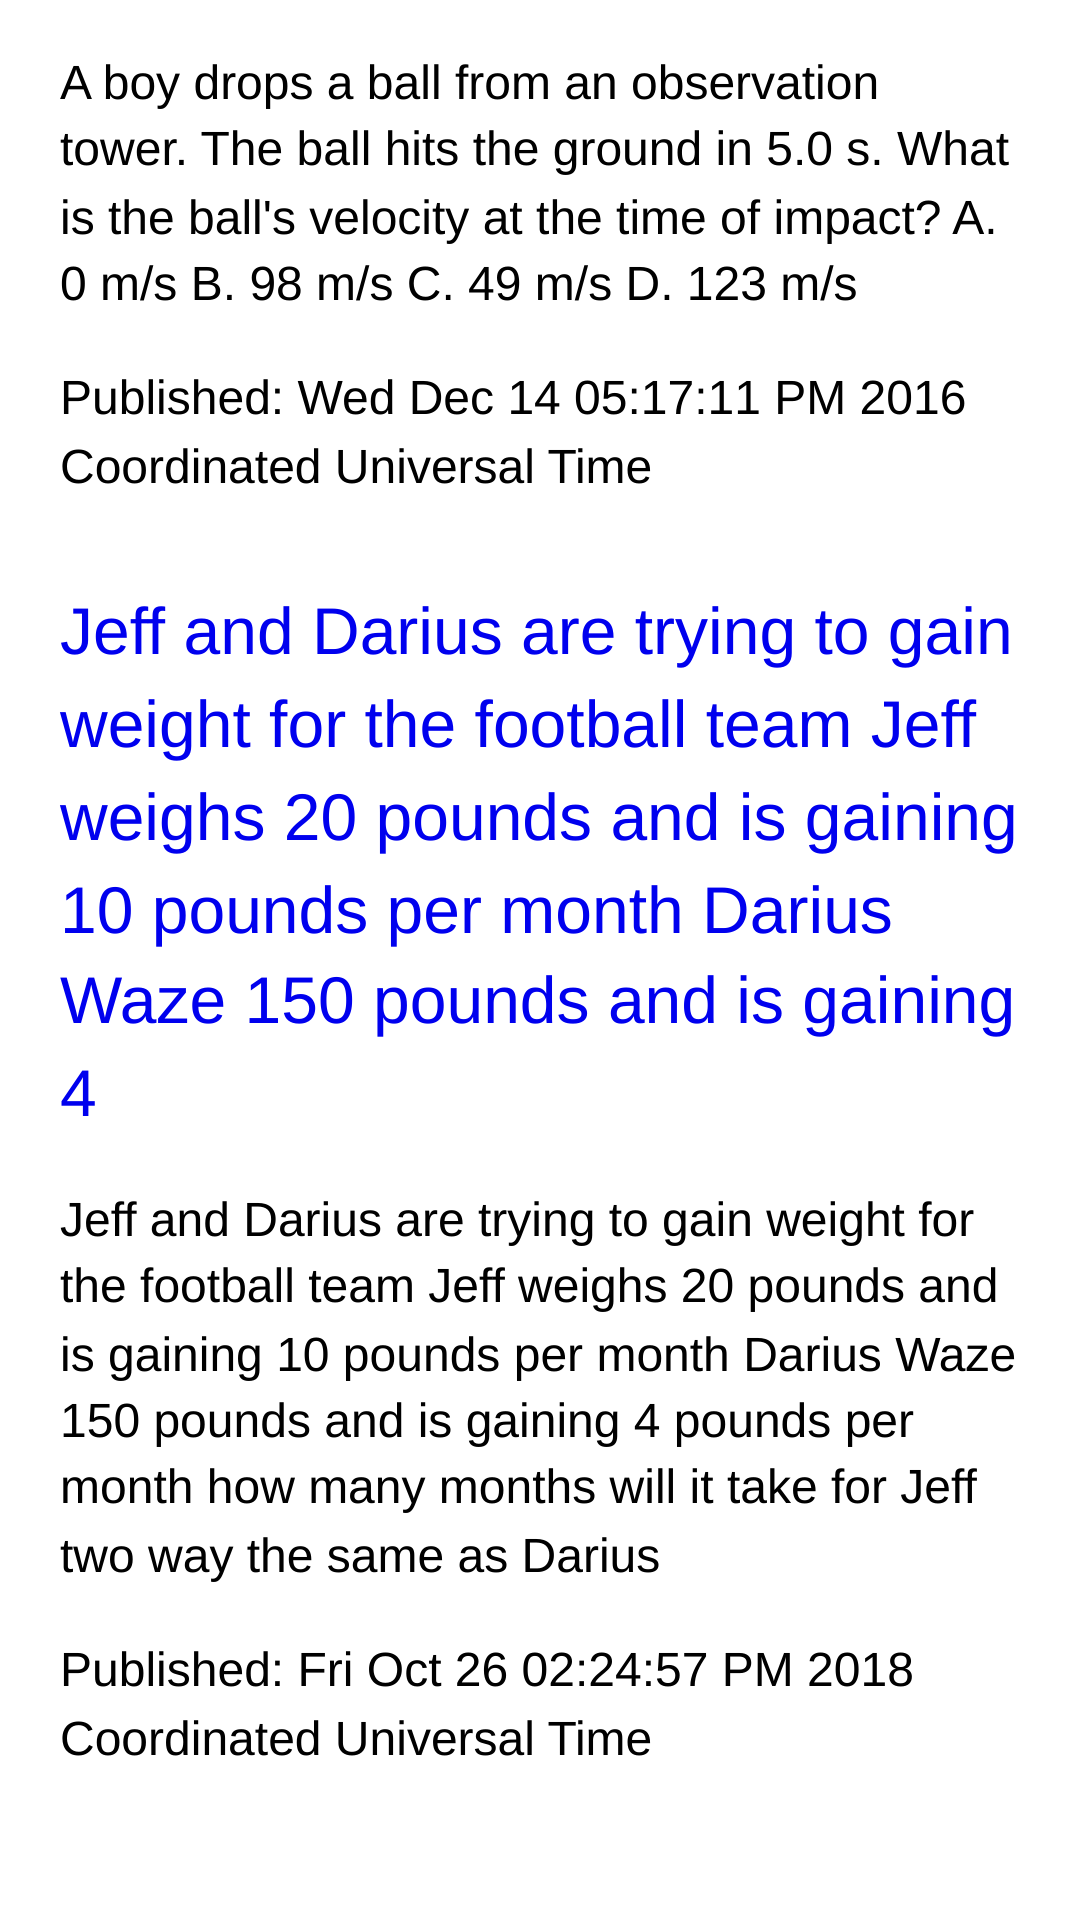 A boy drops a ball from an observation
tower. The ball hits the ground in 5.0 s. What
is the ball's velocity at the time of impact? A.
0 m/s B. 98 m/s C. 49 m/s D. 123 m/s
Published: Wed Dec 14 05:17:11 PM 2016
Coordinated Universal Time
Jeff and Darius are trying to gain
weight for the football team Jeff
weighs 20 pounds and is gaining
10 pounds per month Darius
Waze 150 pounds and is gaining
4
Jeff and Darius are trying to gain weight for
the football team Jeff weighs 20 pounds and
is gaining 10 pounds per month Darius Waze
150 pounds and is gaining 4 pounds per
month how many months will it take for Jeff
two way the same as Darius
Published: Fri Oct 26 02:24:57 PM 2018
Coordinated Universal Time